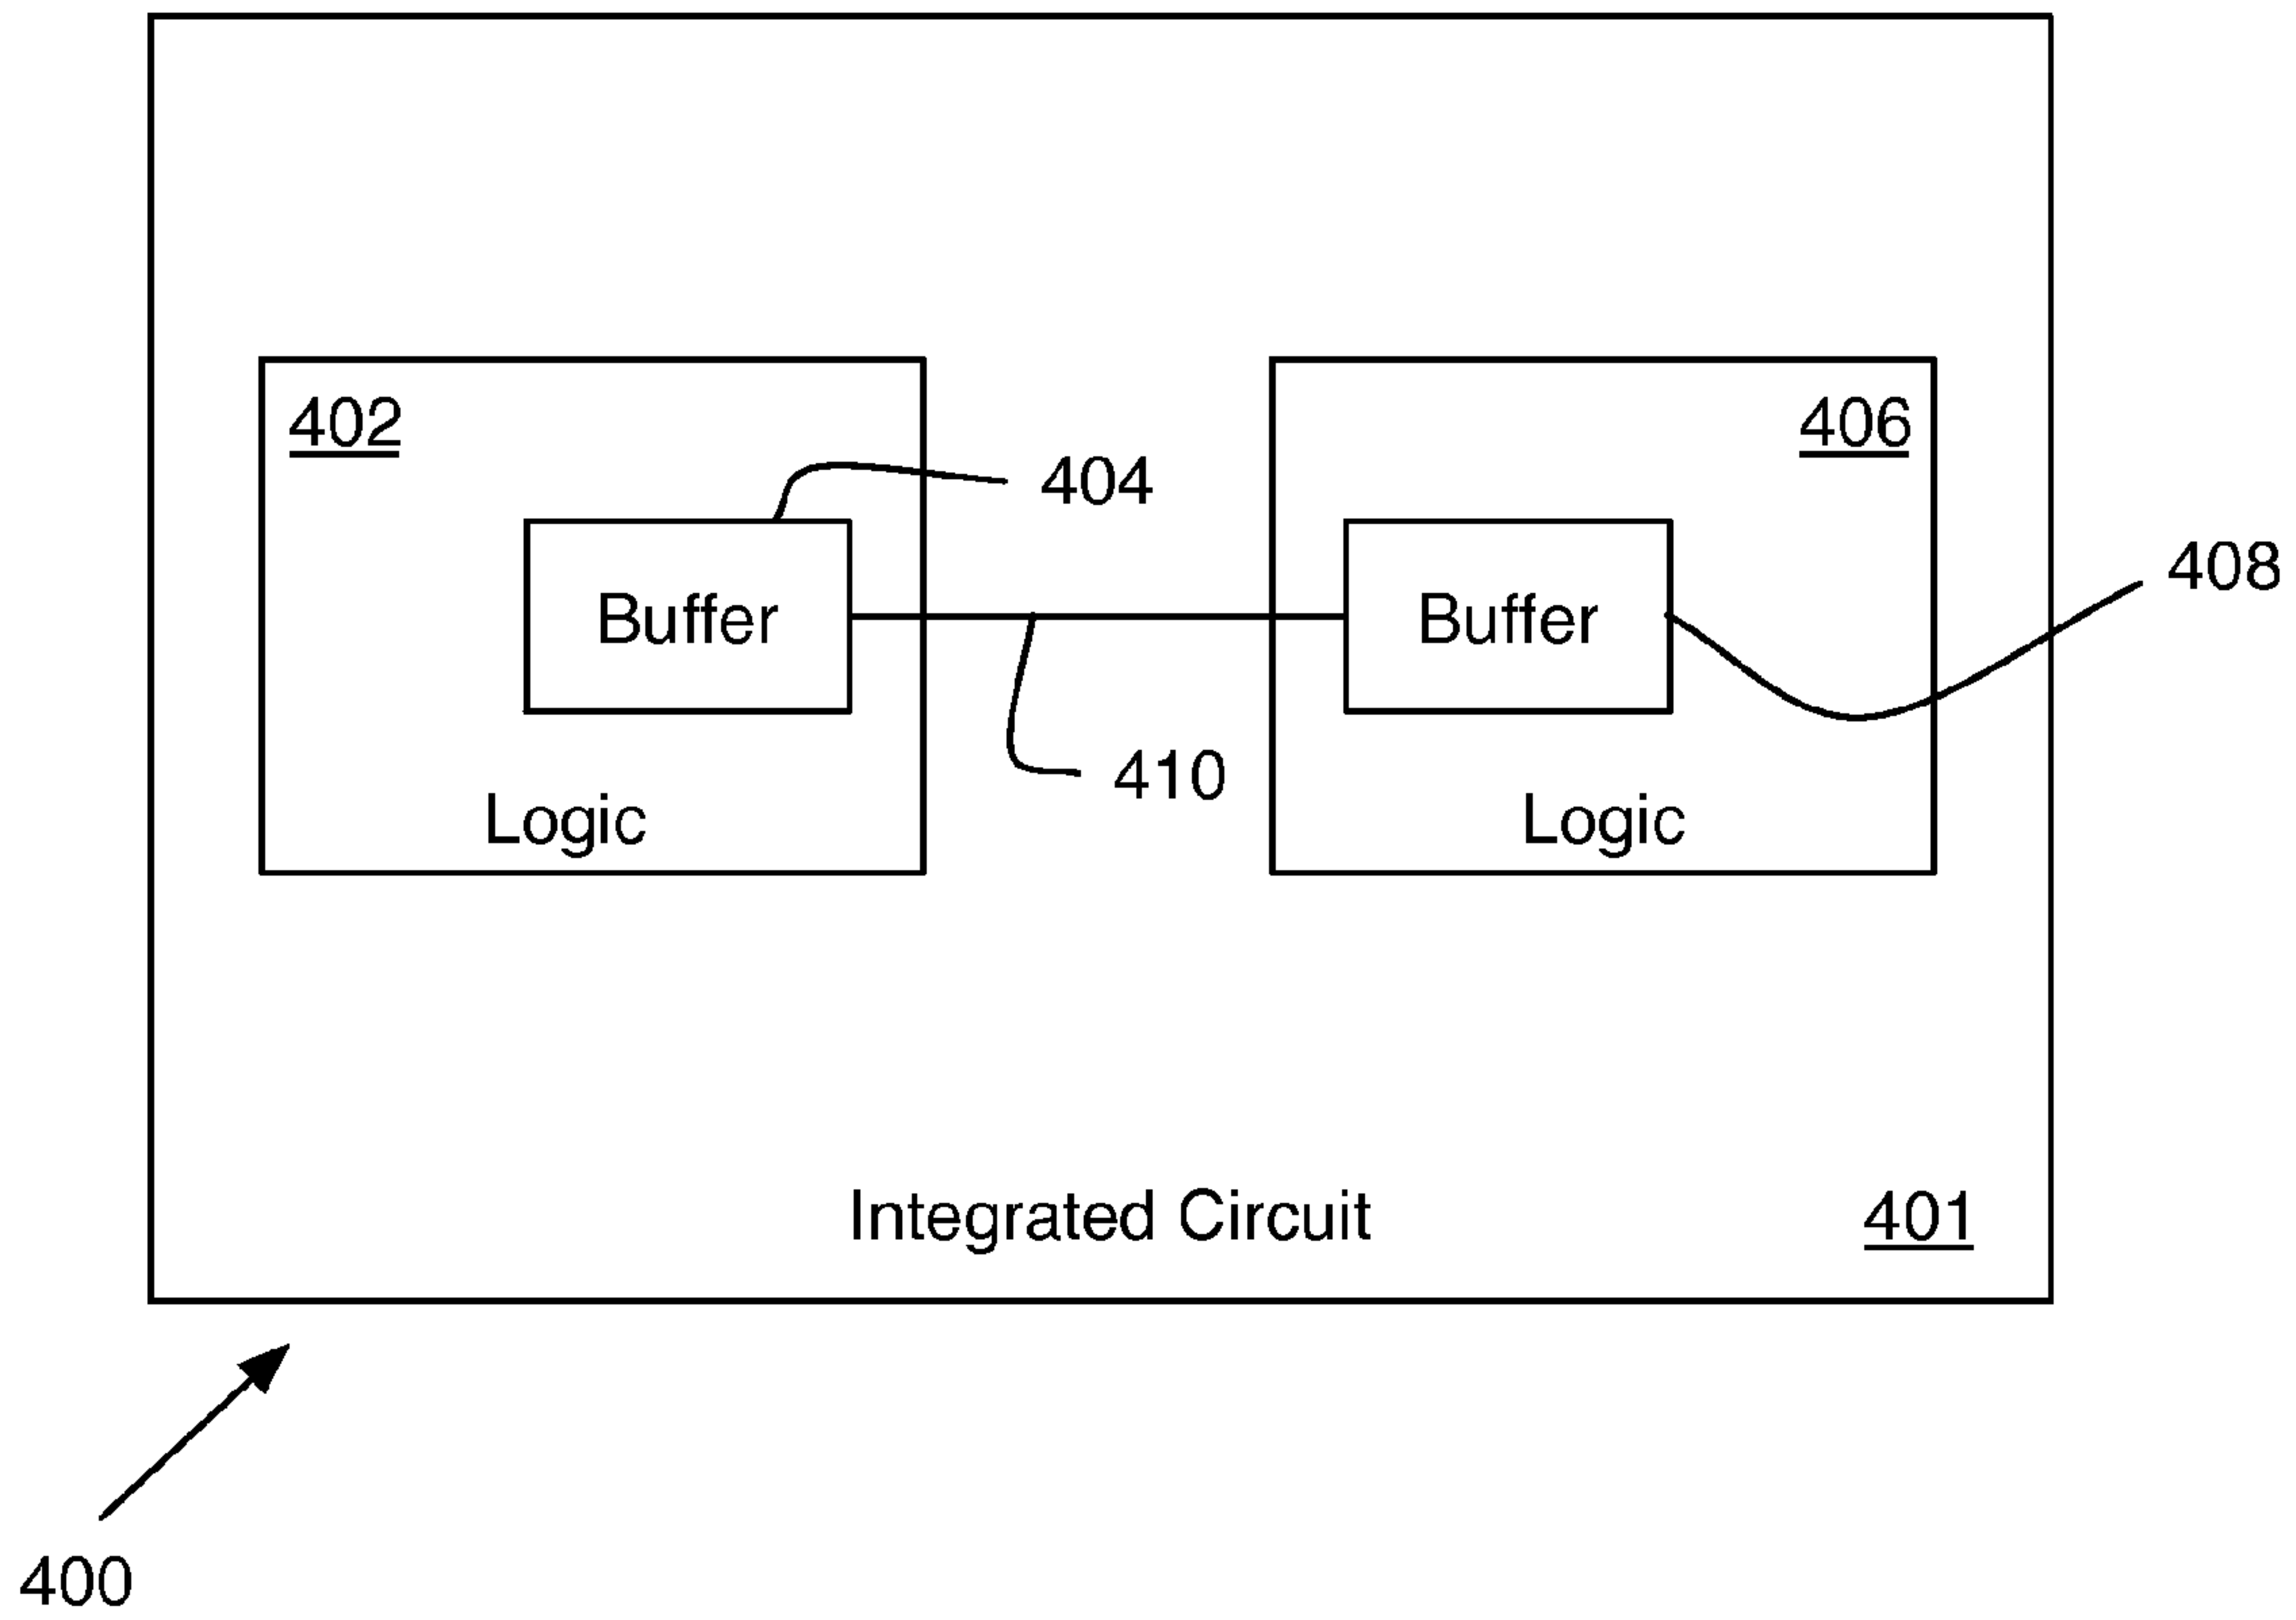 402
406
404
408
Buffer
Buffer
410
Logic
Logic
Integrated Circuit
401
400